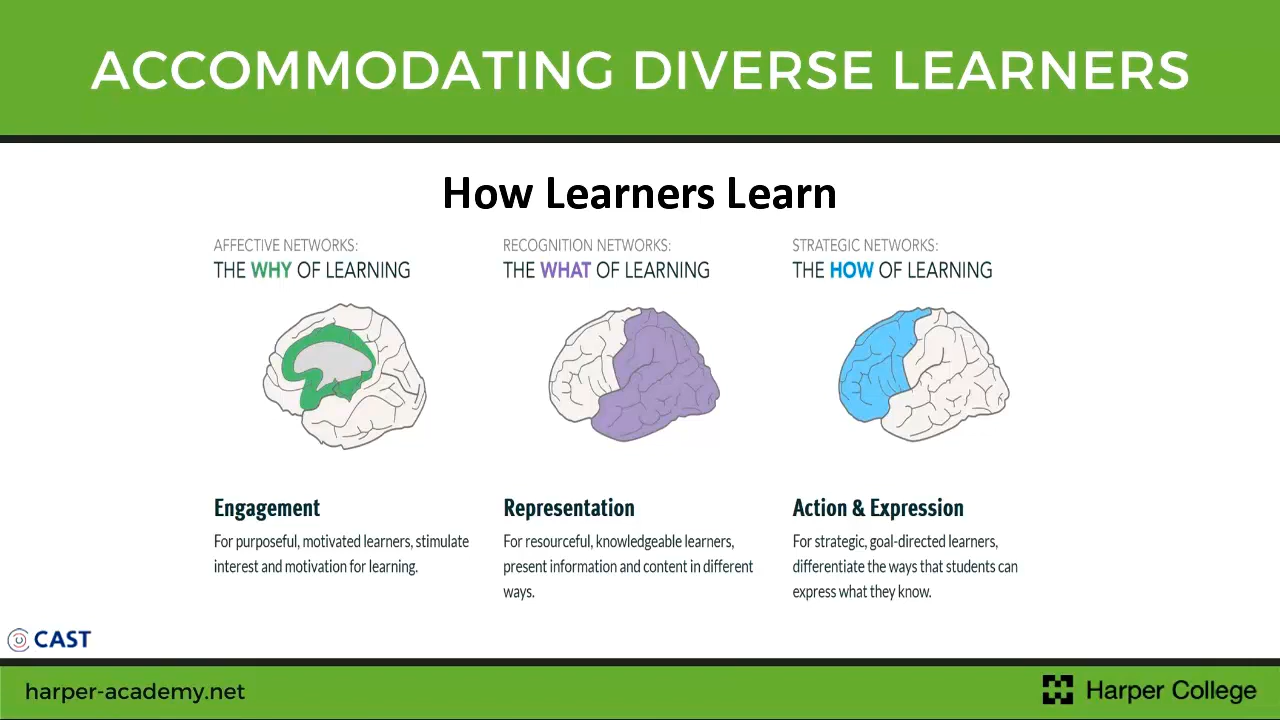 ACCOMMODATING DIVERSE LEARNERS
How Learners Learn
AFFECTIVE NETWORKS:
THE WHY OF LEARNING
Engagement
For purposeful, motivated learners, stimulate
interest and motivation for learning.
RECOGNITION NETWORKS:
THE WHAT OF LEARNING
Representation
For resourceful, knowledgeable learners,
present information and content in different
ways.
STRATEGIC NETWORKS:
THE HOW OF LEARNING
Action & Expression
For strategic, goal-directed learners,
differentiate the ways that students can
express what they know.
CAST
harper-academy.net
Harper College